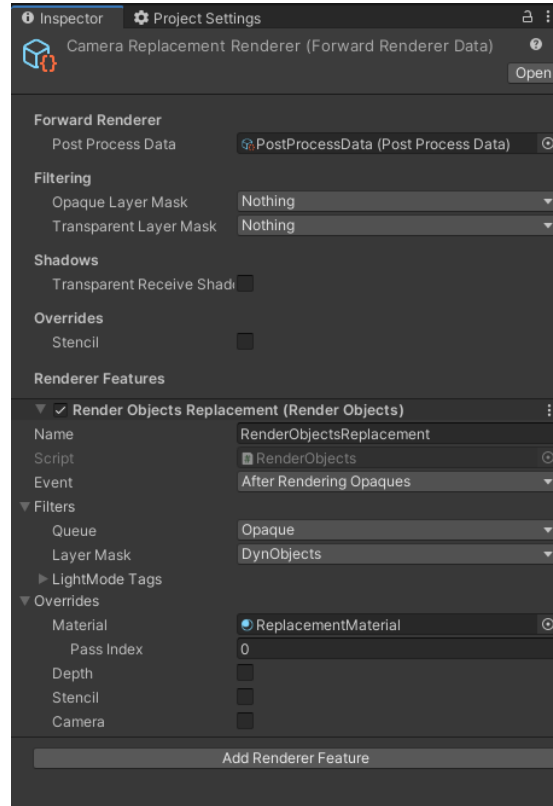 Inspector
Project Settings
Camera Replacement Renderer (Forward Renderer Data)
Open
Forward Renderer
Post Process Data PostProcessData (Post Process Data)
Filtering
Opaque Layer Mask Nothing
Transparent Layer Mask Nothing
Shadows
Transparent Receive Shad
Overrides
Stencil
Renderer Features
Render Objects Replacement (Render Objects)
Name RenderObjectsReplacement
Script RenderObjects
Event After Rendering Opaques
Filters
Queue Opaque
Layer Mask DynObjects
LightMode Tags
Overrides
Material ReplacementMaterial
Pass Index 0
Depth
Stencil
Camera
Add Renderer Feature